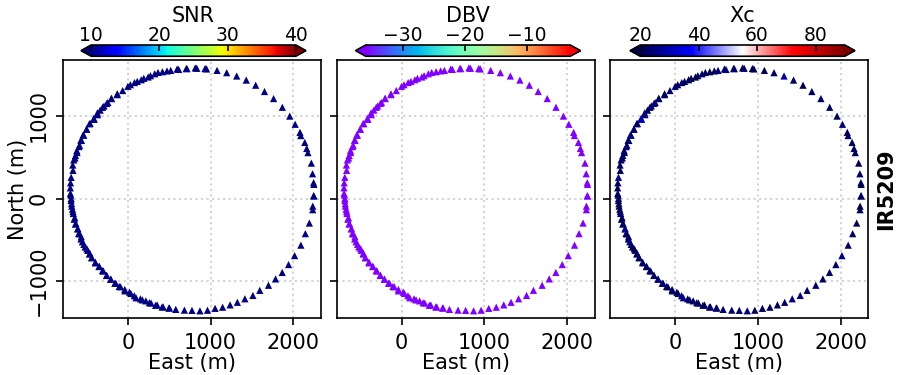 SNR DBV Xc
10 20 30 40 −30 −20 −10 20 40 60 80
1000
0
−1000
North (m)
IR5209
0 1000 2000 0 1000 2000 0 1000 2000
East (m) East (m) East (m)